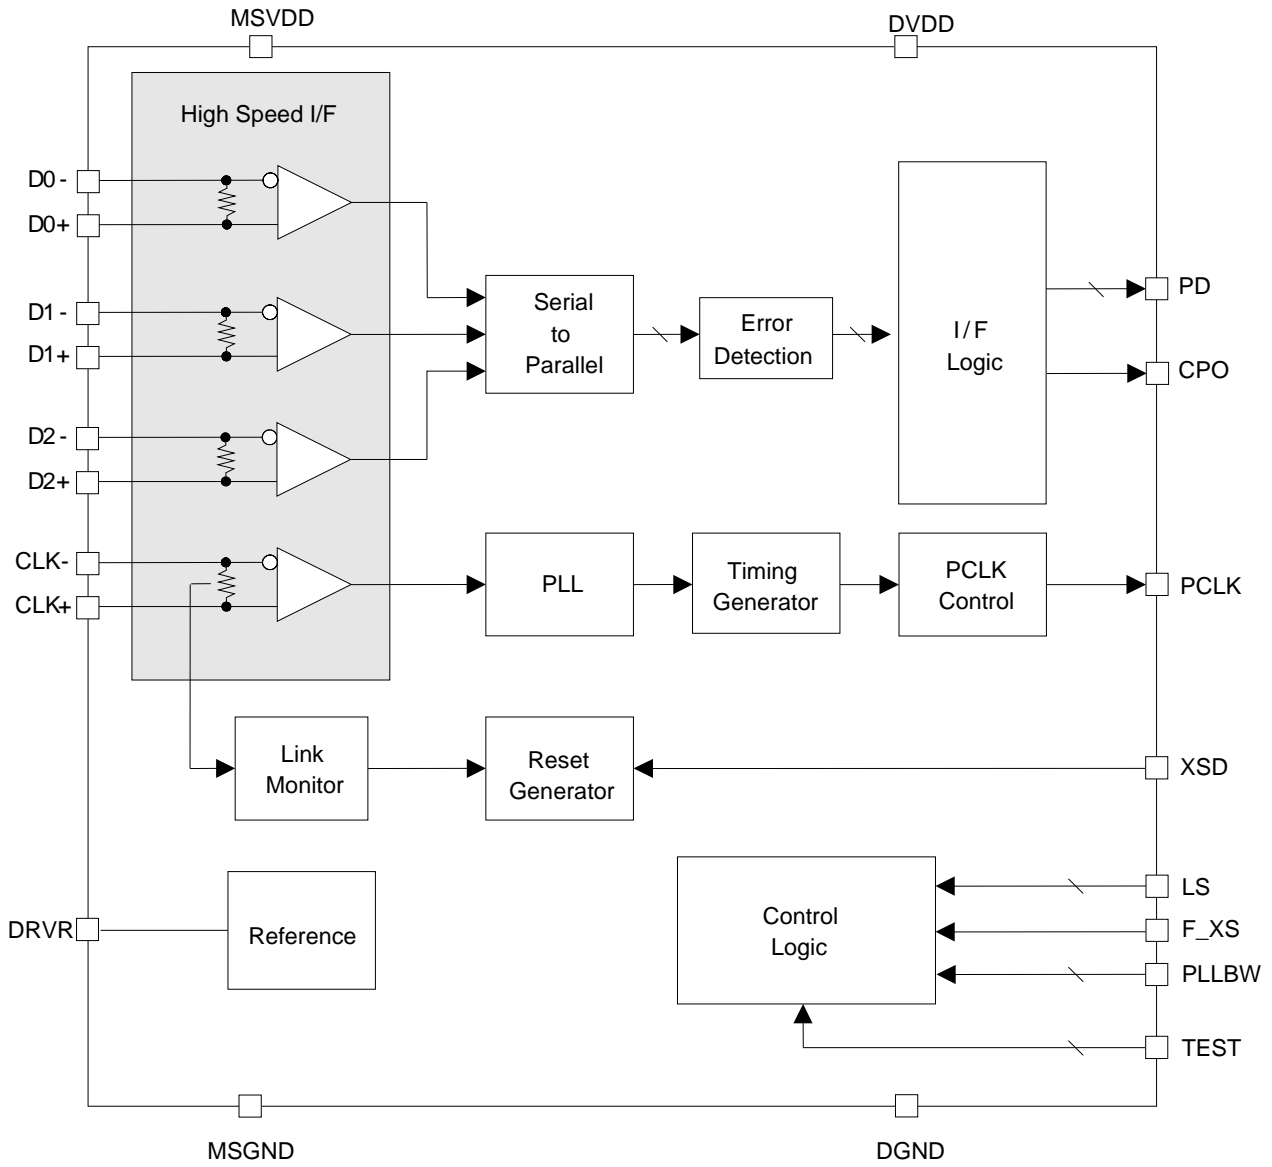 MSVDD
DVDD
High Speed I/F
D0-
D0+
D1-
D1+
D2-
D2+
CLK-
CLK+
Serial
to
Parallel
Error
Detection
I/F
Logic
PD
CPO
PLL
Timing
Generator
PCLK
Control
PCLK
Link
Monitor
Reset
Generator
XSD
DRVR
Reference
Control
Logic
LS
F_XS
PLLBW
TEST
MSGND
DGND